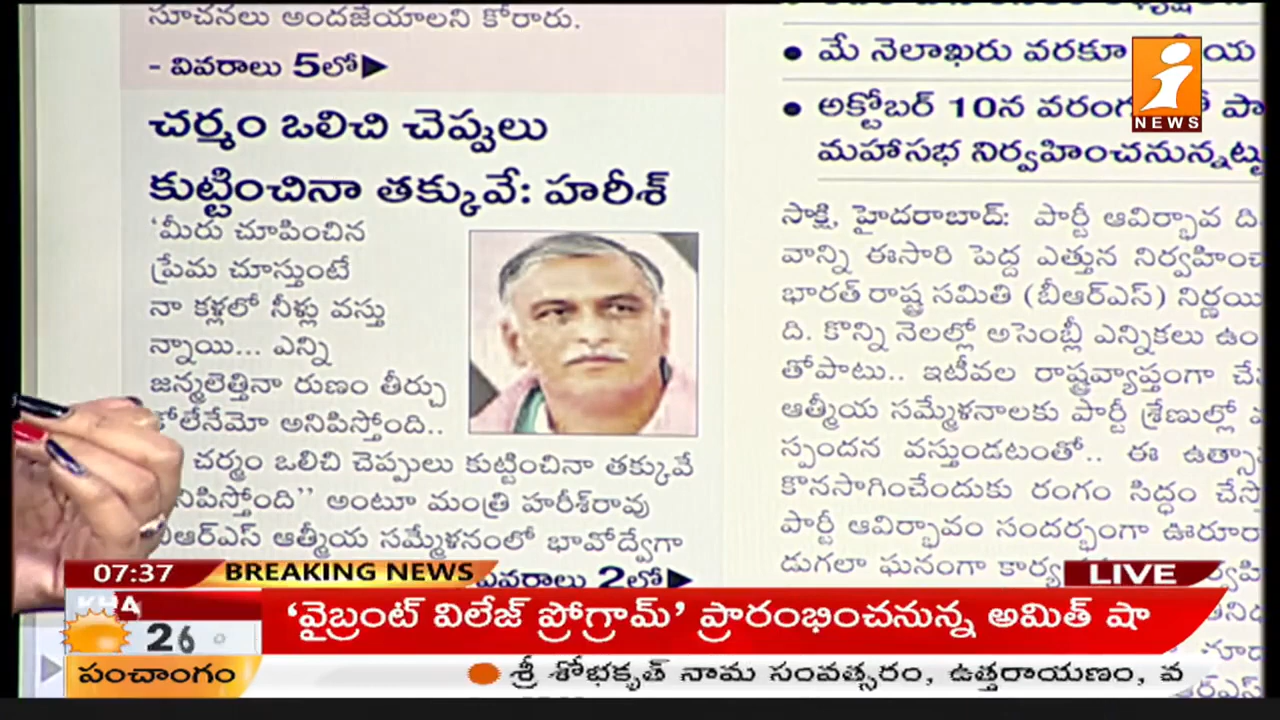 సూచనలు అందజేయాలని కోరారు.
- వివరాలు 5లో▶
చర్మం ఒలిచి చెప్పులు
కుట్టించినా తక్కువే: హరీశ్
‘మీరు చూపించిన
ప్రేమ చూస్తుంటే
నా కళ్లలో నీళ్లు వస్తు
న్నాయి... ఎన్ని
జన్మలెత్తినా రుణం తీర్చు
కోలేనేమో అనిపిస్తోంది..
చర్మం ఒలిచి చెప్పులు కుట్టించినా తక్కువే
నిపిస్తోంది’’ అంటూ మంత్రి హరీశ్‌రావు
బీఆర్ఎస్ ఆత్మీయ సమ్మేళనంలో భావోద్వేగా
వివరాలు 2లో▶
• మే నెలాఖరు వరకూ
• అక్టోబర్ 10న
మహాసభ నిర్వహించనున్నట్టు
సాక్షి, హైదరాబాద్: పార్టీ ఆవిర్భావ ది
వాన్ని ఈసారి పెద్ద ఎత్తున నిర్వహించ
భారత్ రాష్ట్ర సమితి (బీఆర్ఎస్) నిర్ణయి
ది. కొన్ని నెలల్లో అసెంబ్లీ ఎన్నికలు ఉం
తోపాటు.. ఇటీవల రాష్ట్రవ్యాప్తంగా చే
ఆత్మీయ సమ్మేళనాలకు పార్టీ శ్రేణుల్లో
స్పందన వస్తుండటంతో.. ఈ ఉత్సా
కొనసాగించేందుకు రంగం సిద్ధం చేసో
పార్టీ ఆవిర్భావం సందర్భంగా ఊరూరా
డుగలా ఘనంగా
i
NEWS
07:37
BREAKING NEWS
LIVE
26
‘వైబ్రంట్ విలేజ్ ప్రోగ్రామ్’ ప్రారంభించనున్న అమిత్ షా
పంచాంగం
శ్రీ శోభకృత్ నామ సంవత్సరం, ఉత్తరాయణం, వ